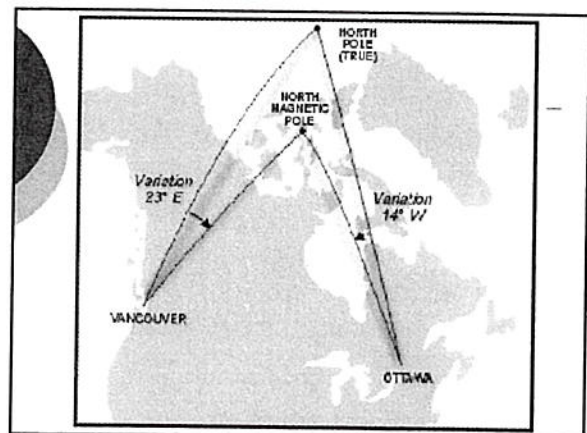 NORTH
POLE
(TRUE)
NORTH
MAGNETIC
POLE
Variation
23° E
Variation
14° W
VANCOUVER
OTTAWA